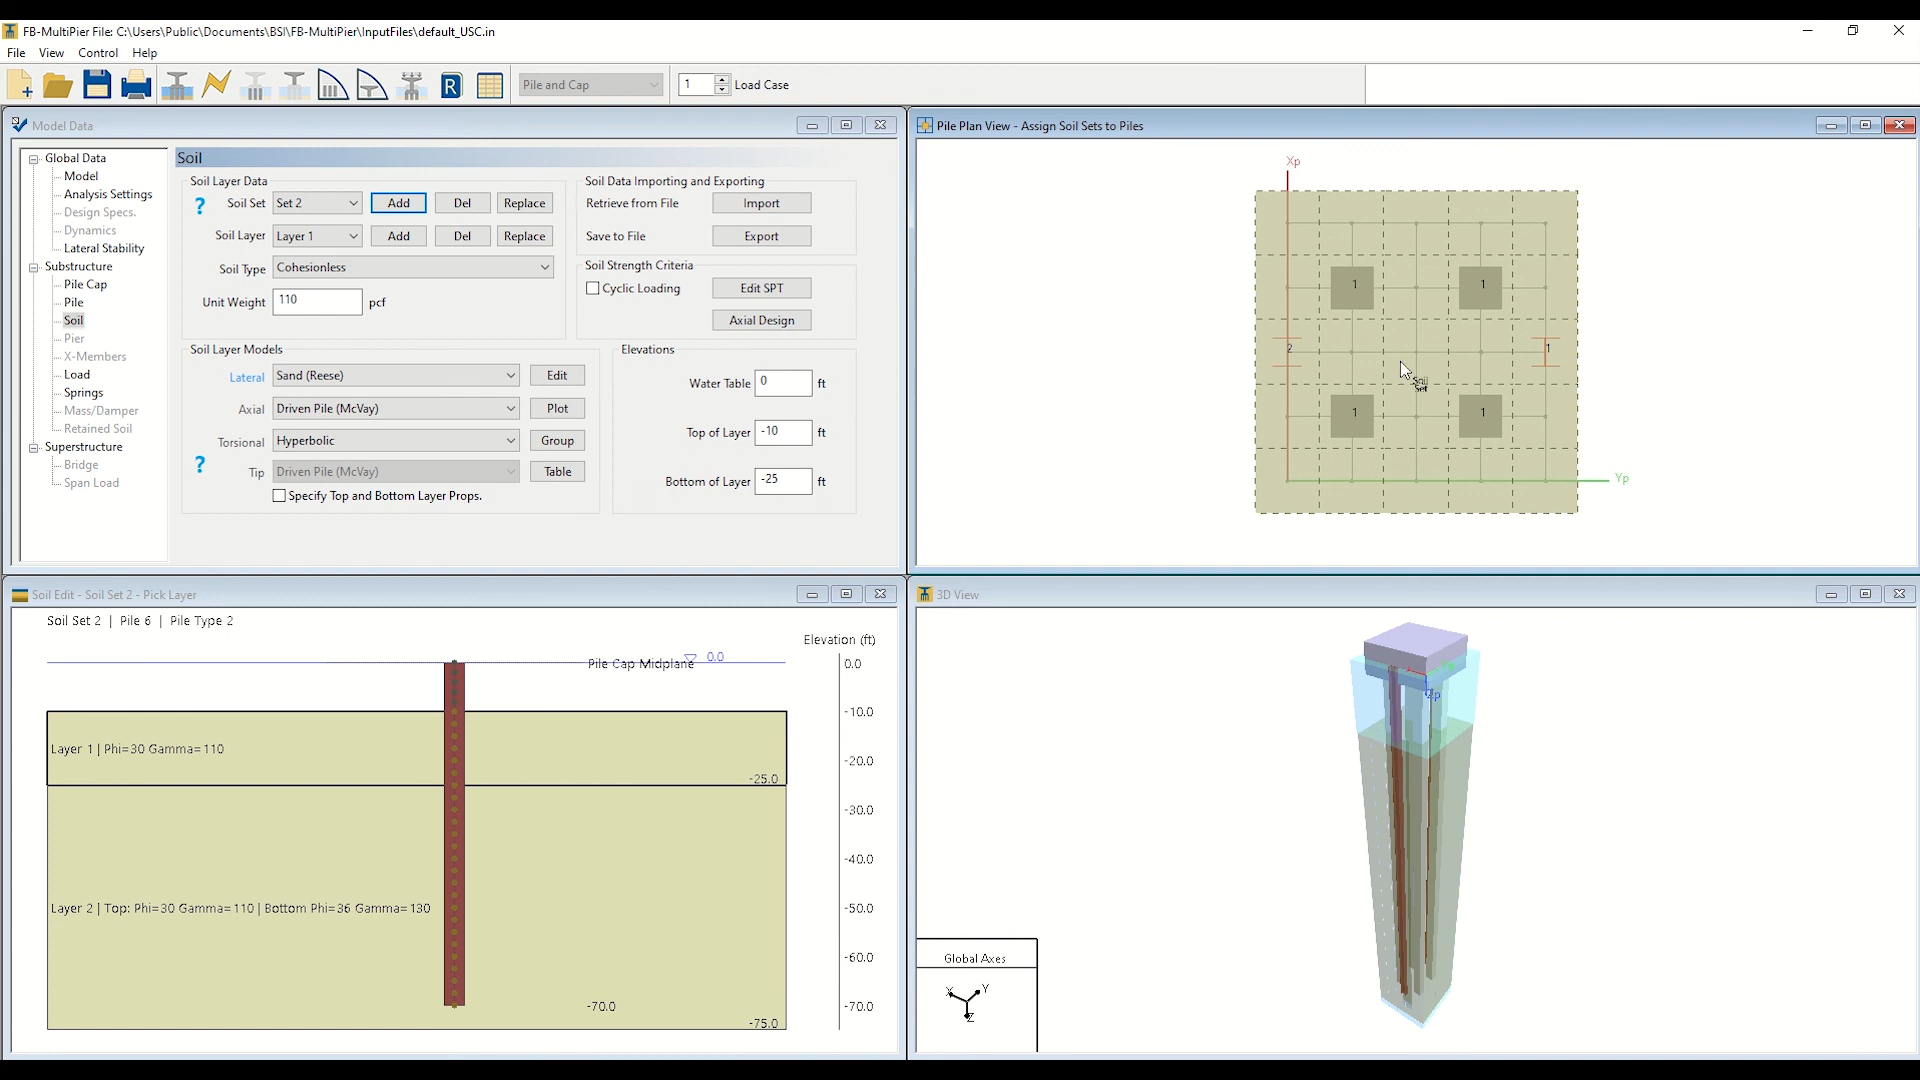 FB-MultiPier File: C:\Users\Public\Documents\BSI\FB-MultiPier\InputFiles\default_USC.in
File View Control Help
Pile and Cap 1 Load Case
Model Data
Global Data
Model
Analysis Settings
Design Specs.
Dynamics
Lateral Stability
Substructure
Pile Cap
Pile
Soil
Pier
X-Members
Load
Springs
Mass/Damper
Retained Soil
Superstructure
Bridge
Span Load
Soil
Soil Layer Data
Soil Set Set 2 Add Del Replace
Soil Layer Layer 1 Add Del Replace
Soil Type Cohesionless
Unit Weight 110 pcf
Soil Data Importing and Exporting
Retrieve from File Import
Save to File Export
Soil Strength Criteria
Cyclic Loading Edit SPT
Axial Design
Soil Layer Models
Lateral Sand (Reese) Edit
Axial Driven Pile (McVay) Plot
Torsional Hyperbolic Group
Tip Driven Pile (McVay) Table
Specify Top and Bottom Layer Props.
Elevations
Water Table 0 ft
Top of Layer -10 ft
Bottom of Layer -25 ft
Pile Plan View - Assign Soil Sets to Piles
Xp
1 1
2 1
Soil
Set
1 1
Yp
Soil Edit - Soil Set 2 - Pick Layer
Soil Set 2 | Pile 6 | Pile Type 2
Elevation (ft)
Pile Cap Midplane 0.0 0.0
-10.0
Layer 1 | Phi=30 Gamma=110
-20.0
-25.0
-30.0
-40.0
Layer 2 | Top: Phi=30 Gamma=110 | Bottom Phi=36 Gamma=130 -50.0
-60.0
-70.0 -70.0
-75.0
3D View
Zp
Global Axes
X Y
Z